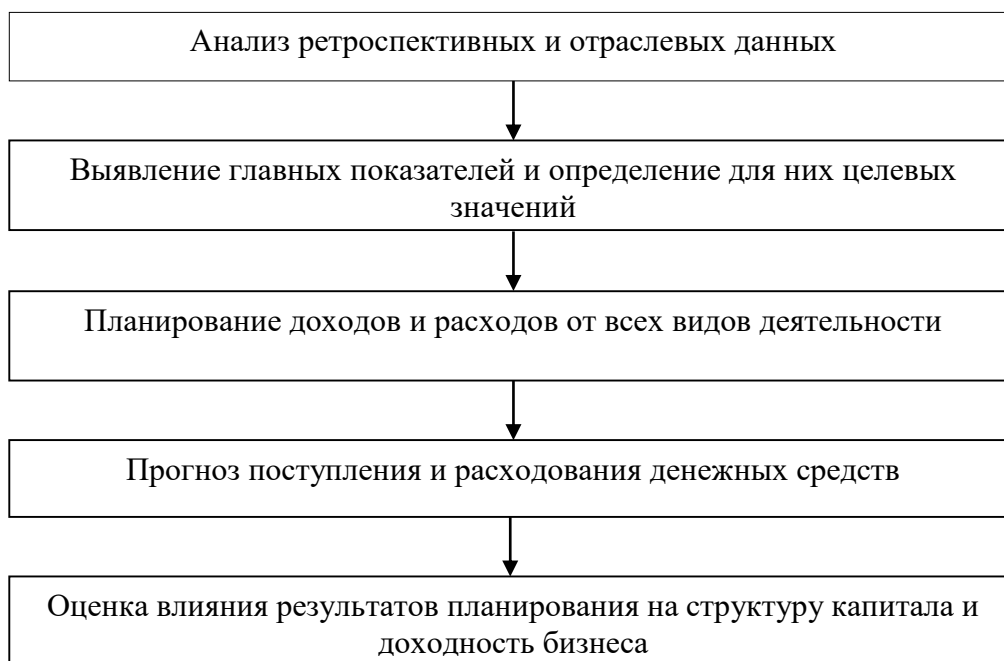 Анализ ретроспективных и отраслевых данных
Выявление главных показателей и определение для них целевых
значений
Планирование доходов и расходов от всех видов деятельности
Прогноз поступления и расходования денежных средств
Оценка влияния результатов планирования на структуру капитала и
доходность бизнеса